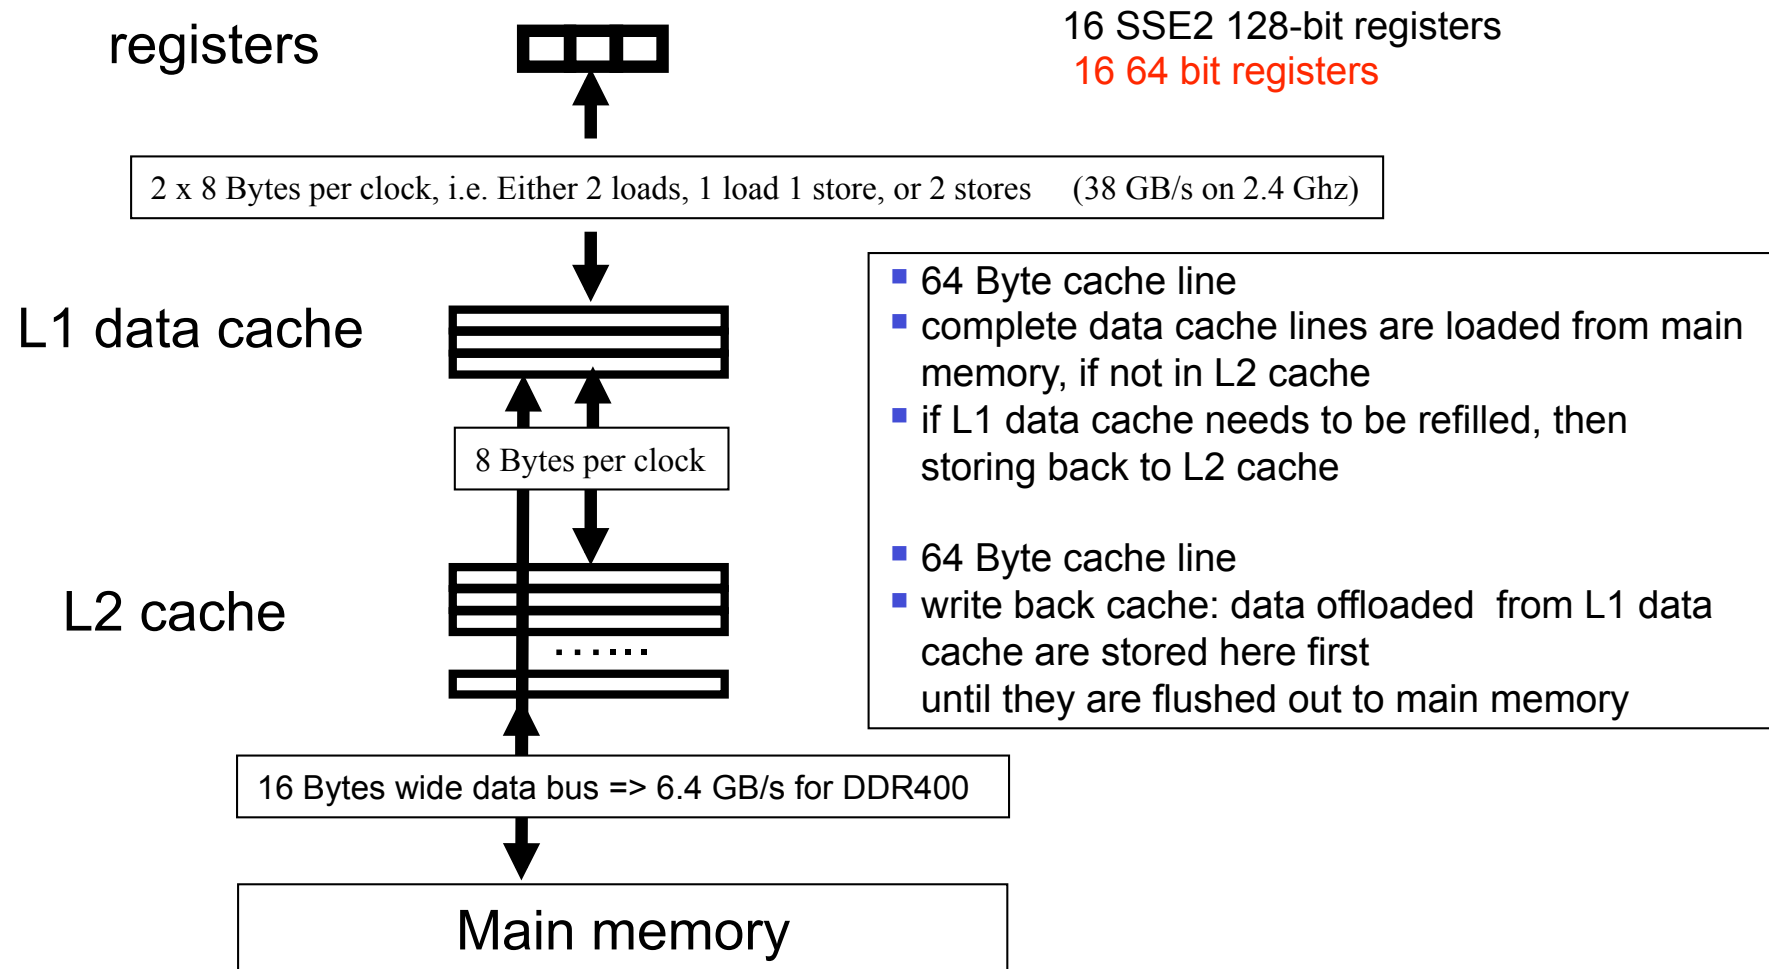 registers
16 SSE2 128-bit registers
16 64 bit registers
2 x 8 Bytes per clock, i.e. Either 2 loads, 1 load 1 store, or 2 stores (38 GB/s on 2.4 Ghz)
L1 data cache
8 Bytes per clock
L2 cache
▪ 64 Byte cache line
▪ complete data cache lines are loaded from main
memory, if not in L2 cache
▪ if L1 data cache needs to be refilled, then
storing back to L2 cache
▪ 64 Byte cache line
▪ write back cache: data offloaded from L1 data
cache are stored here first
until they are flushed out to main memory
......
16 Bytes wide data bus => 6.4 GB/s for DDR400
Main memory